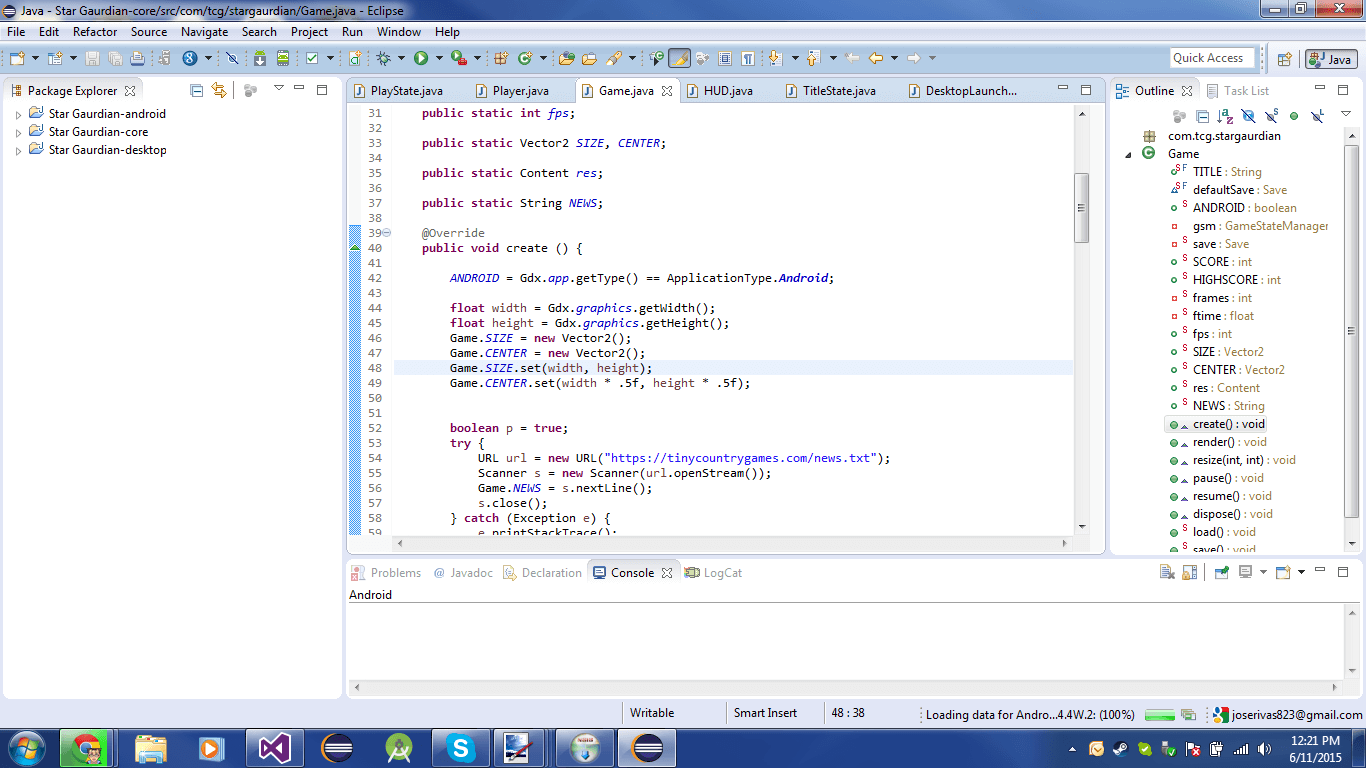 Java - Star Gaurdian-core/src/com/tcg/stargaurdian/Game.java - Eclipse
File Edit Refactor Source Navigate Search Project Run Window Help
Quick Access
Java
Package Explorer
Star Gaurdian-android
Star Gaurdian-core
Star Gaurdian-desktop
PlayState.java Player.java Game.java HUD.java TitleState.java DesktopLaunch...
31 public static int fps;
32
33 public static Vector2 SIZE, CENTER;
34
35 public static Content res;
36
37 public static String NEWS;
38
39 @Override
40 public void create () {
41
42 ANDROID = Gdx.app.getType() == ApplicationType.Android;
43
44 float width = Gdx.graphics.getWidth();
45 float height = Gdx.graphics.getHeight();
46 Game.SIZE = new Vector2();
47 Game.CENTER = new Vector2();
48 Game.SIZE.set(width, height);
49 Game.CENTER.set(width * .5f, height * .5f);
50
51
52 boolean p = true;
53 try {
54 URL url = new URL("https://tinycountrygames.com/news.txt");
55 Scanner s = new Scanner(url.openStream());
56 Game.NEWS = s.nextLine();
57 s.close();
58 } catch (Exception e) {
59 e.printStackTrace();
Outline Task List
com.tcg.stargaurdian
Game
TITLE : String
defaultSave : Save
ANDROID : boolean
gsm : GameStateManager
save : Save
SCORE : int
HIGHSCORE : int
frames : int
ftime : float
fps : int
SIZE : Vector2
CENTER : Vector2
res : Content
NEWS : String
create() : void
render() : void
resize(int, int) : void
pause() : void
resume() : void
dispose() : void
load() : void
save() : void
Problems @ Javadoc Declaration Console LogCat
Android
Writable Smart Insert 48 : 38 Loading data for Andro...4.4W.2: (100%) joserivas823@gmail.com
12:21 PM
6/11/2015